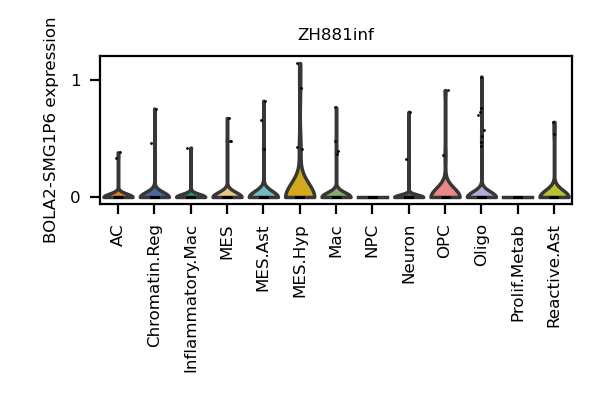 ZH881inf
BOLA2-SMG1P6 expression
1
0
AC
Chromatin.Reg
Inflammatory.Mac
MES
MES.Ast
MES.Hyp
Mac
NPC
Neuron
OPC
Oligo
Prolif.Metab
Reactive.Ast